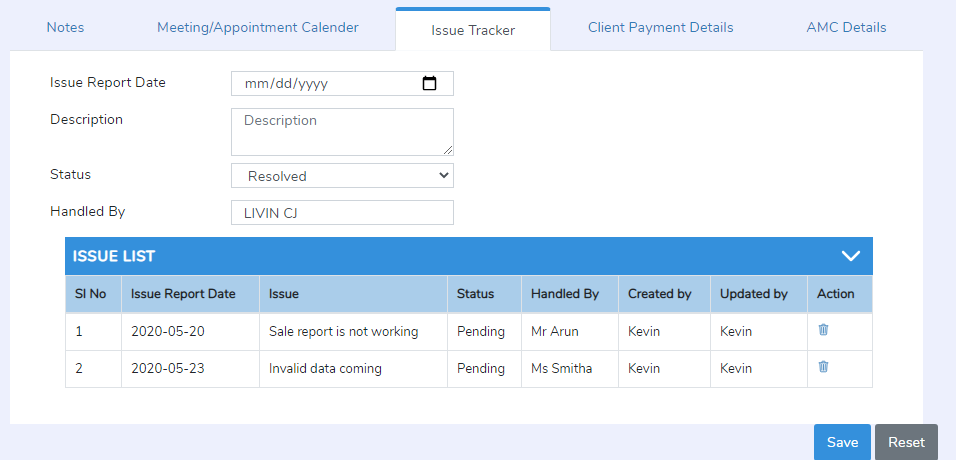 Notes Meeting/Appointment Calender Issue Tracker Client Payment Details AMC Details
Issue Report Date mm/dd/yyyy
Description Description
Status Resolved
Handled By LIVIN CJ
ISSUE LIST
Sl No Issue Report Date Issue Status Handled By Created by Updated by Action
1 2020-05-20 Sale report is not working Pending Mr Arun Kevin Kevin
2 2020-05-23 Invalid data coming Pending Ms Smitha Kevin Kevin
Save Reset